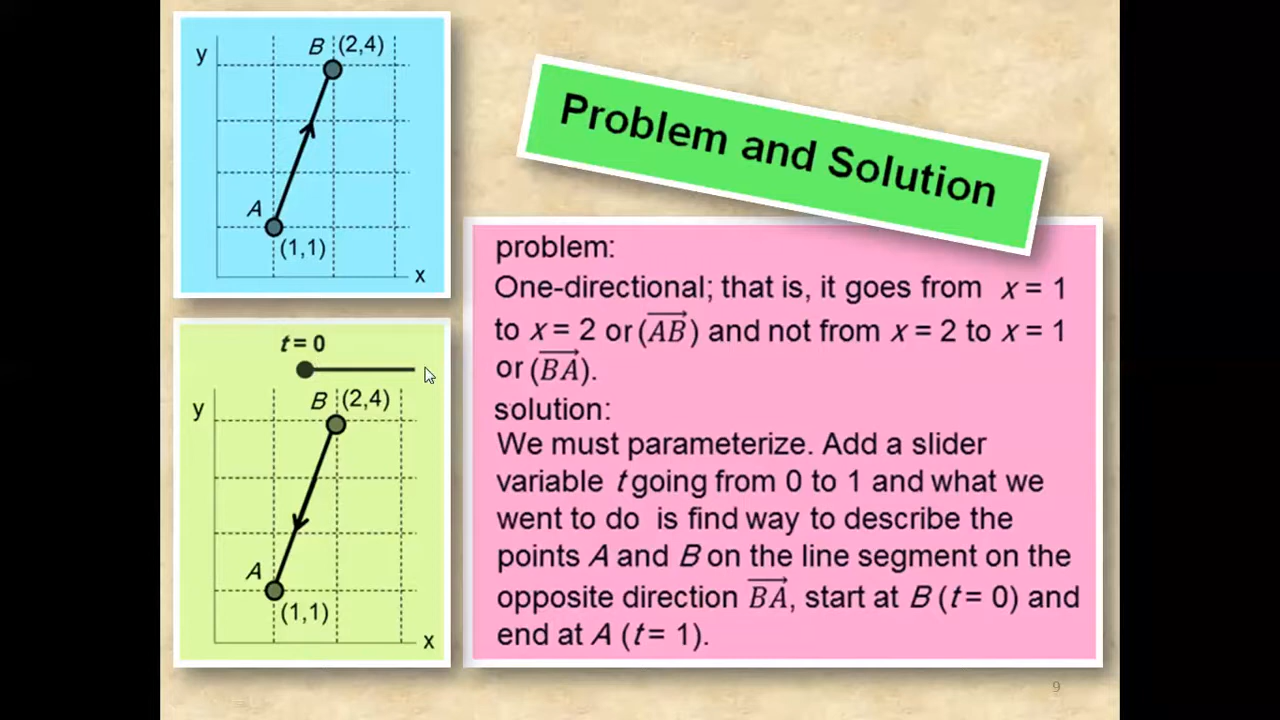 Problem and Solution
y
B (2,4)
A
(1,1)
x
t = 0
y
B (2,4)
A
(1,1)
x
problem:
One-directional; that is, it goes from x = 1
to x = 2 or (\overrightarrow{AB}) and not from x = 2 to x = 1
or (\overrightarrow{BA}).
solution:
We must parameterize. Add a slider
variable t going from 0 to 1 and what we
went to do is find way to describe the
points A and B on the line segment on the
opposite direction \overrightarrow{BA}, start at B (t = 0) and
end at A (t = 1).
9